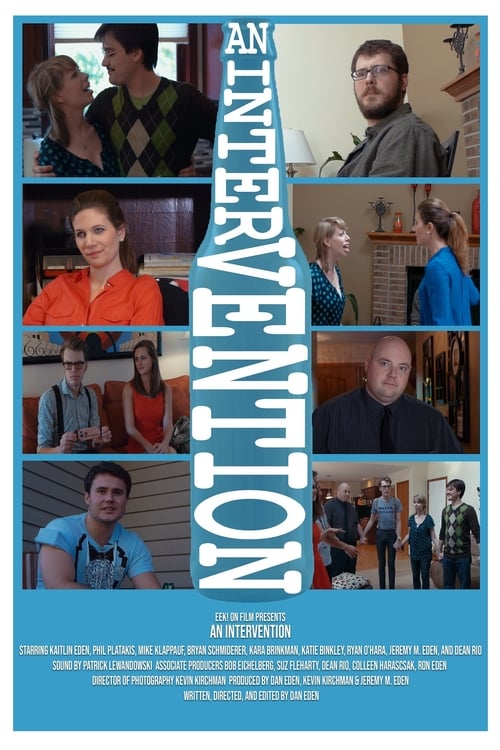 AN INTERVENTION
EEK! ON FILM PRESENTS
AN INTERVENTION
STARRING KAITLIN EDEN, PHIL PLATAKIS, MIKE KLAPPAUF, BRYAN SCHMIDERER, KARA BRINKMAN, KATIE BINKLEY, RYAN O'HARA, JEREMY M. EDEN, AND DEAN RIO
SOUND BY PATRICK LEWANDOWSKI ASSOCIATE PRODUCERS BOB EICHELBERG, SUZ FLEHARTY, DEAN RIO, COLLEEN HARASCSAK, RON EDEN
DIRECTOR OF PHOTOGRAPHY KEVIN KIRCHMAN PRODUCED BY DAN EDEN, KEVIN KIRCHMAN & JEREMY M. EDEN
WRITTEN, DIRECTED, AND EDITED BY DAN EDEN